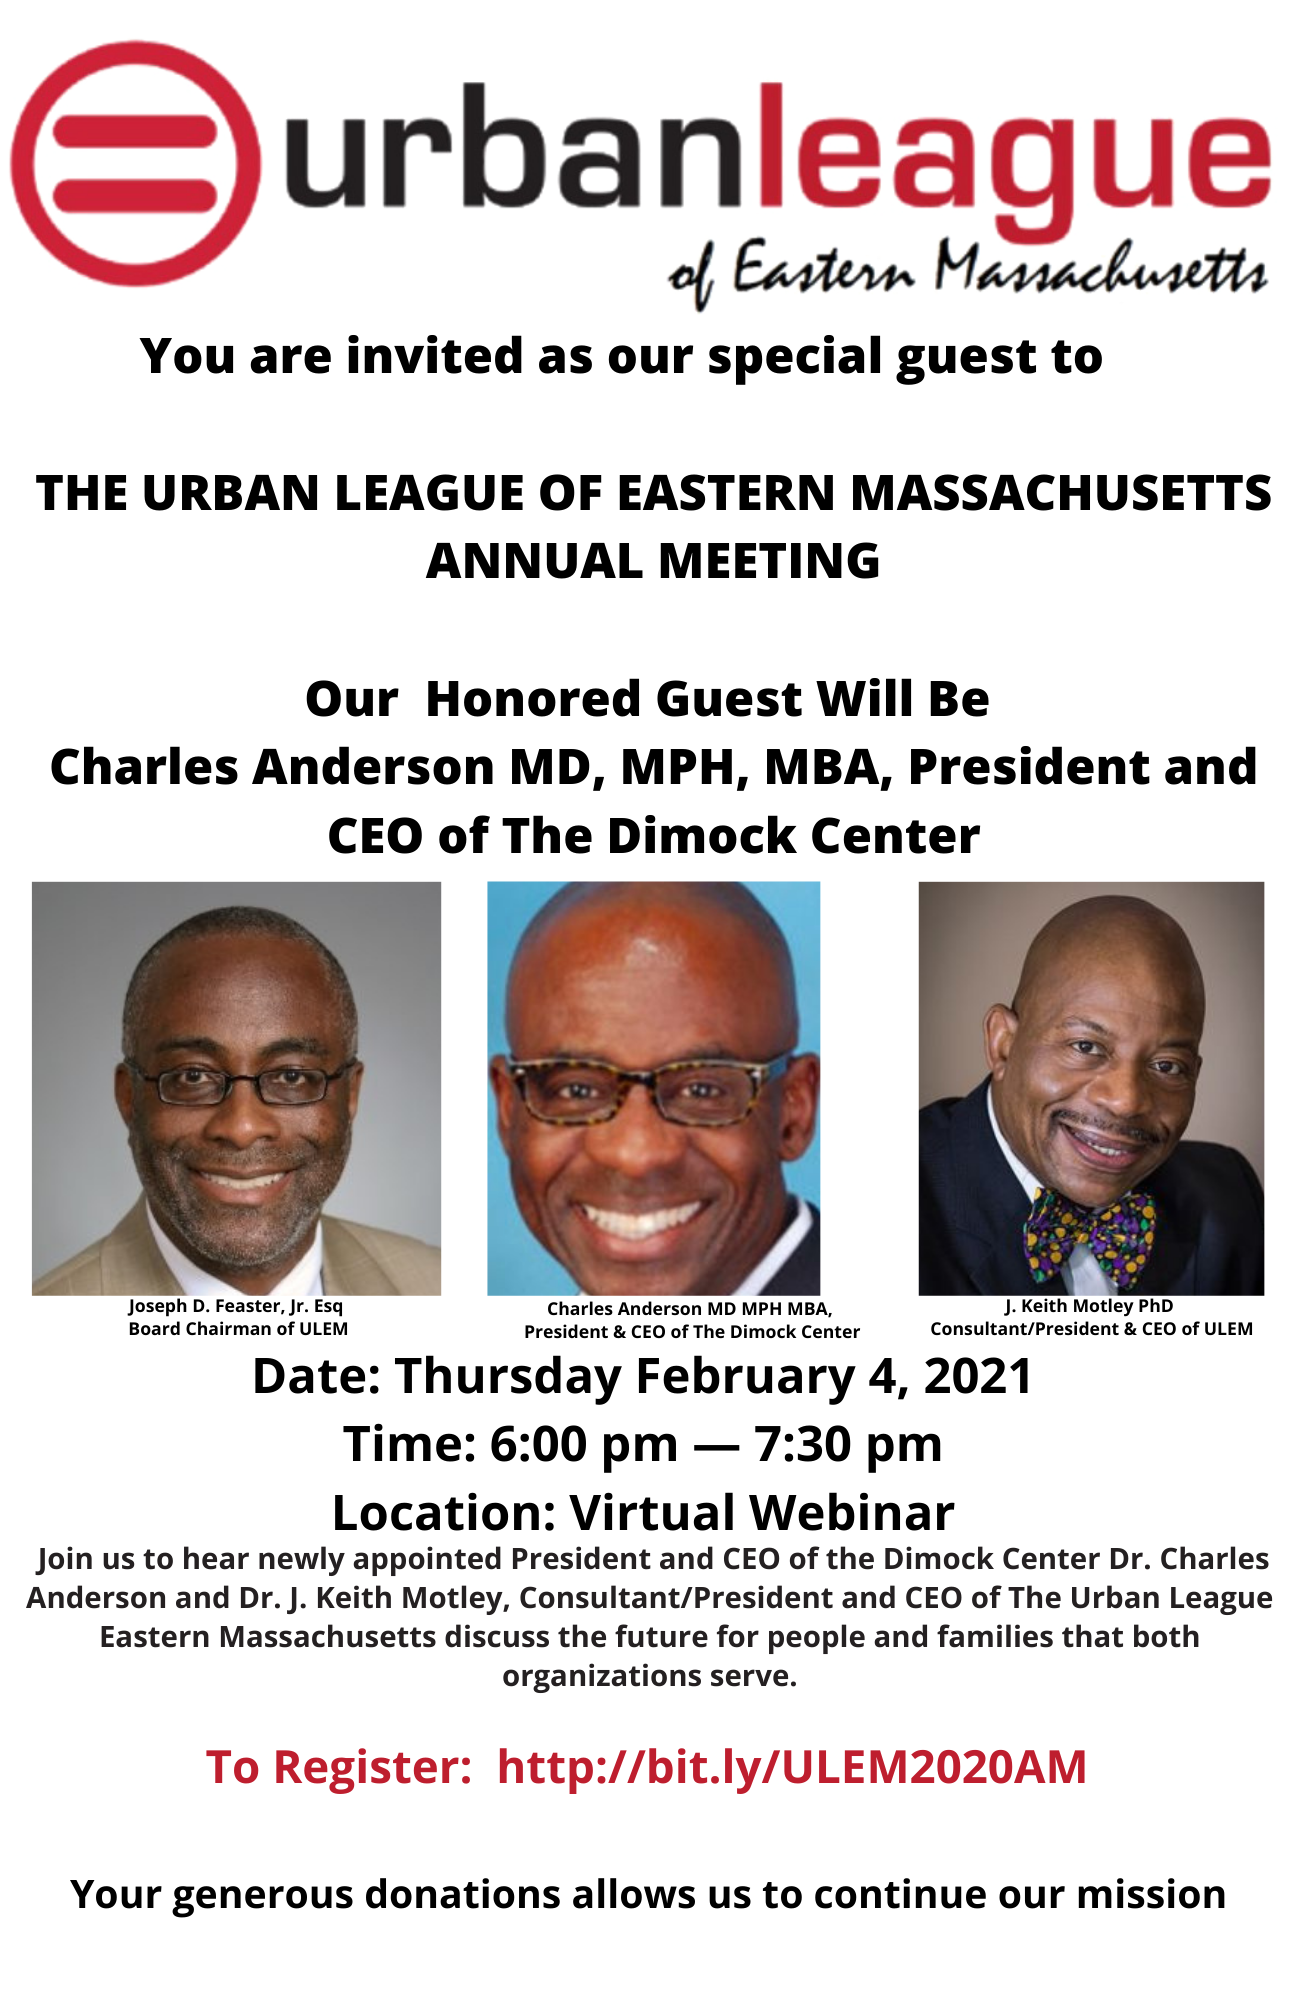 urbanleague
of Eastern Massachusetts
You are invited as our special guest to
THE URBAN LEAGUE OF EASTERN MASSACHUSETTS
ANNUAL MEETING
Our Honored Guest Will Be
Charles Anderson MD, MPH, MBA, President and
CEO of The Dimock Center
Joseph D. Feaster, Jr. Esq
Board Chairman of ULEM
Charles Anderson MD MPH MBA,
President & CEO of The Dimock Center
J. Keith Motley PhD
Consultant/President & CEO of ULEM
Date: Thursday February 4, 2021
Time: 6:00 pm — 7:30 pm
Location: Virtual Webinar
Join us to hear newly appointed President and CEO of the Dimock Center Dr. Charles
Anderson and Dr. J. Keith Motley, Consultant/President and CEO of The Urban League
Eastern Massachusetts discuss the future for people and families that both
organizations serve.
To Register: http://bit.ly/ULEM2020AM
Your generous donations allows us to continue our mission